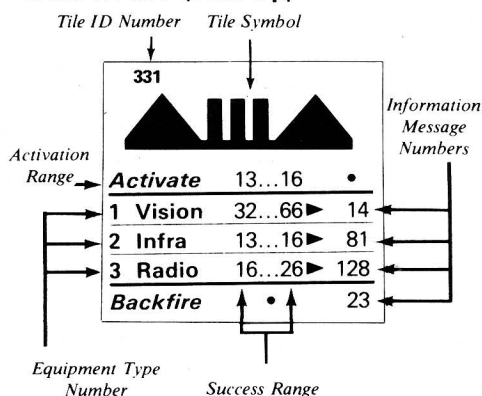 Tile ID Number
Tile Symbol
331
Information
Message
Numbers
Activation
Range
Activate 13...16 •
1 Vision 32...66► 14
2 Infra 13...16► 81
3 Radio 16...26► 128
Backfire • 23
Equipment Type
Number
Success Range